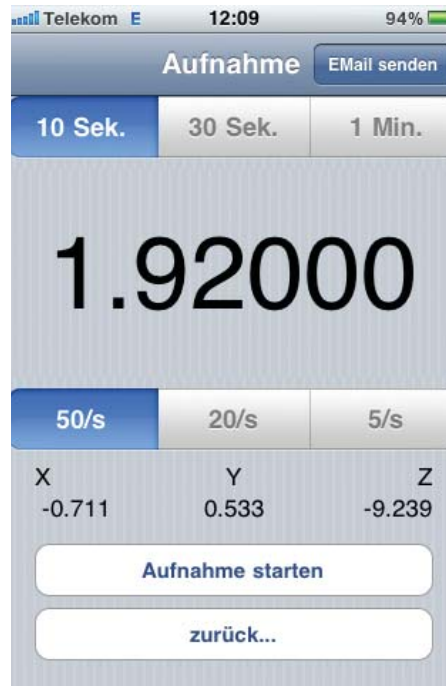 Telekom E 12:09 94%
Aufnahme EMail senden
10 Sek. 30 Sek. 1 Min.
1.92000
50/s 20/s 5/s
X Y Z
-0.711 0.533 -9.239
Aufnahme starten
zurück...